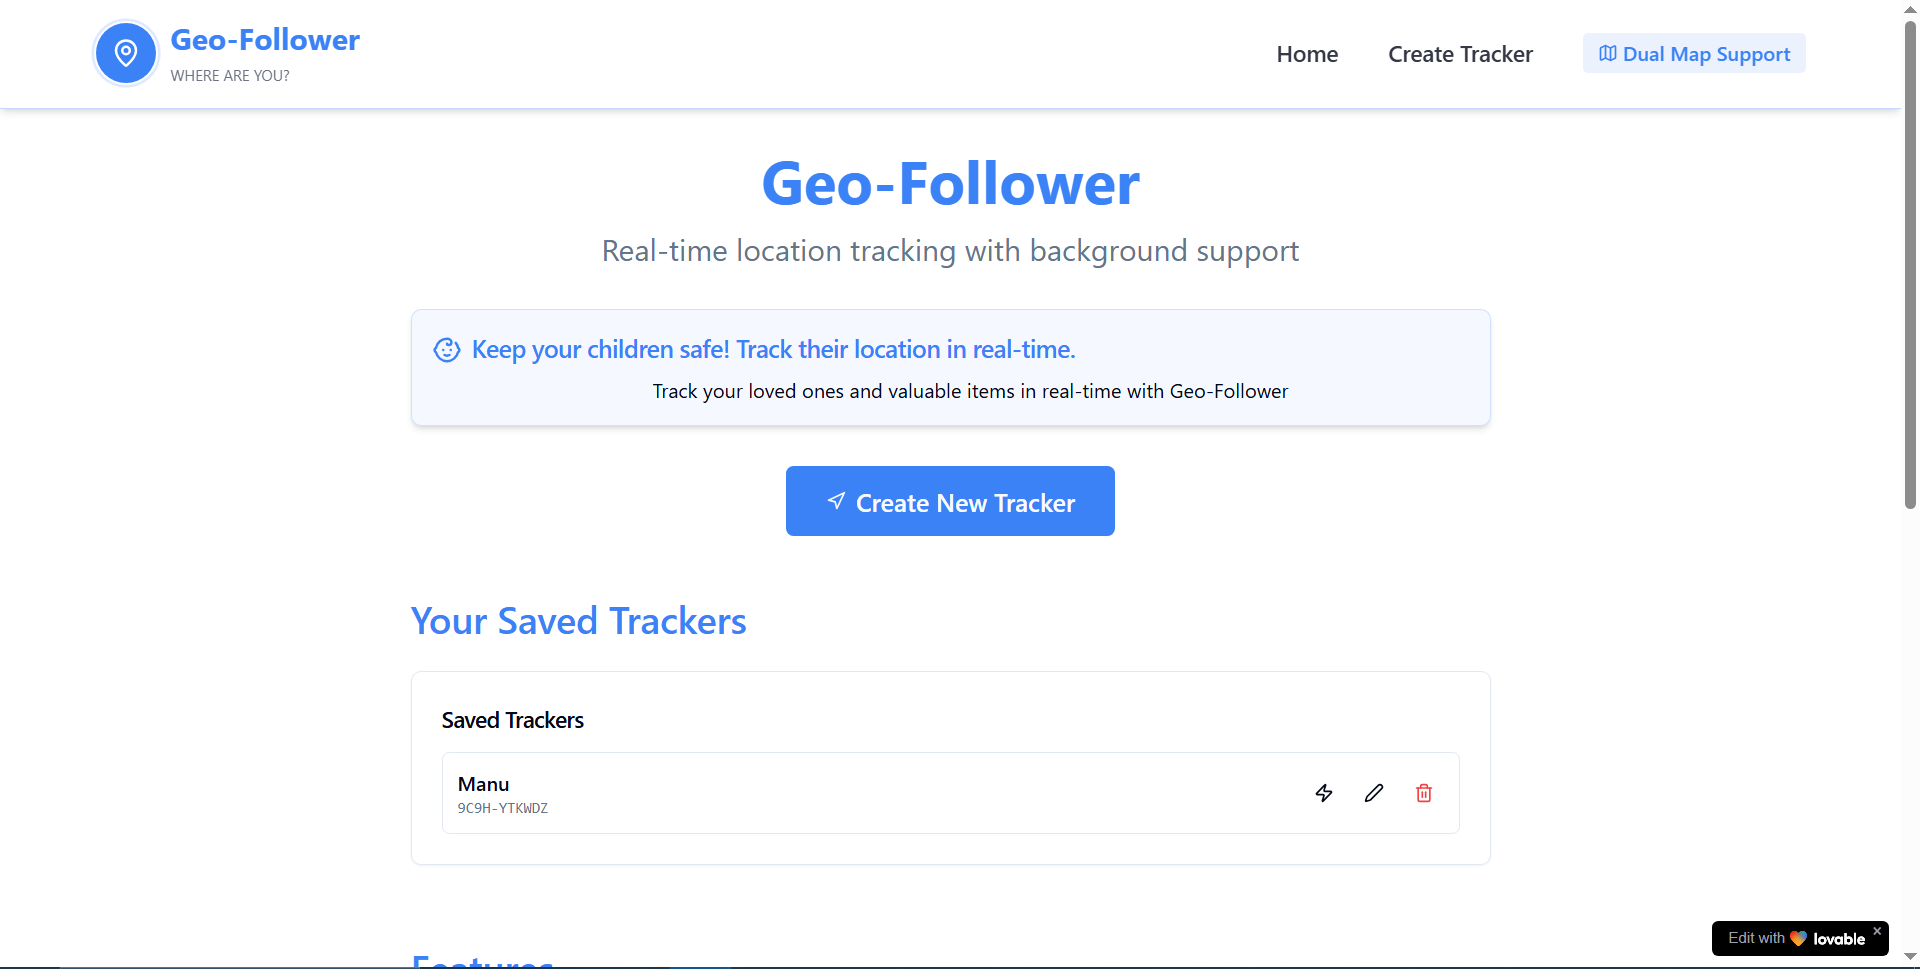 Geo-Follower
WHERE ARE YOU?
Home
Create Tracker
Dual Map Support
Geo-Follower
Real-time location tracking with background support
Keep your children safe! Track their location in real-time.
Track your loved ones and valuable items in real-time with Geo-Follower
Create New Tracker
Your Saved Trackers
Saved Trackers
Manu
9C9H-YTKWDZ
Features
Edit with lovable